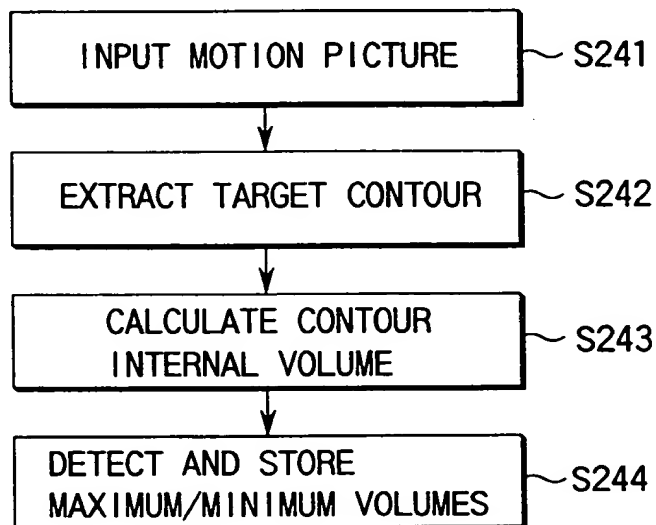 INPUT MOTION PICTURE
S241
EXTRACT TARGET CONTOUR
S242
CALCULATE CONTOUR
INTERNAL VOLUME
S243
DETECT AND STORE
MAXIMUM/MINIMUM VOLUMES
S244